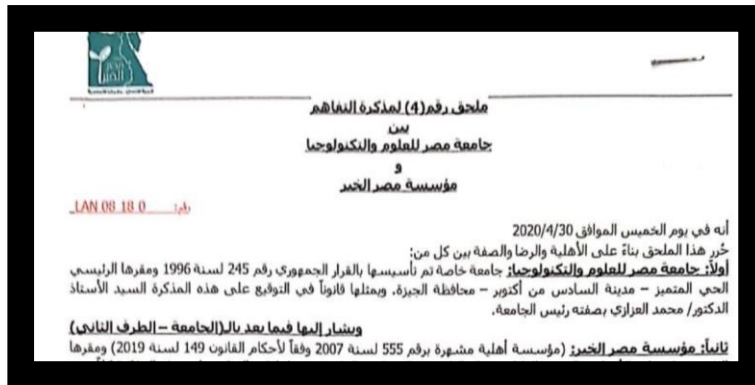 مصر
الخير
ملحق رقم(4) لمذكرة التفاهم
بين
جامعة مصر للعلوم والتكنولوجيا
و
مؤسسة مصر الخير
رقم: LAN 08 18 0
أنه في يوم الخميس الموافق 2020/4/30
حُرر هذا الملحق بناءً على الأهلية والرضا والصفة بين كل من:
أولاً: جامعة مصر للعلوم والتكنولوجيا: جامعة خاصة تم تأسيسها بالقرار الجمهوري رقم 245 لسنة 1996 ومقرها الرئيسي
الحي المتميز – مدينة السادس من أكتوبر – محافظة الجيزة. ويمثلها قانوناً في التوقيع على هذه المذكرة السيد الأستاذ
الدكتور/ محمد العزازي بصفته رئيس الجامعة.
ويشار إليها فيما بعد بالـ(الجامعة – الطرف الثاني)
ثانياً: مؤسسة مصر الخير: (مؤسسة أهلية مشهرة برقم 555 لسنة 2007 وفقاً لأحكام القانون 149 لسنة 2019) ومقرها